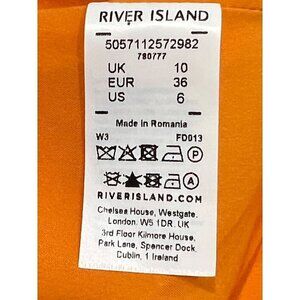 RIVER ISLAND
5057112572982
780777
UK 10
EUR 36
US 6
Made in Romania
W3 FD013
P
A
RIVERISLAND.COM
Chelsea House, Westgate,
London, W5 1DR. UK
3rd Floor Kilmore House,
Park Lane, Spencer Dock,
Dublin, 1 Ireland